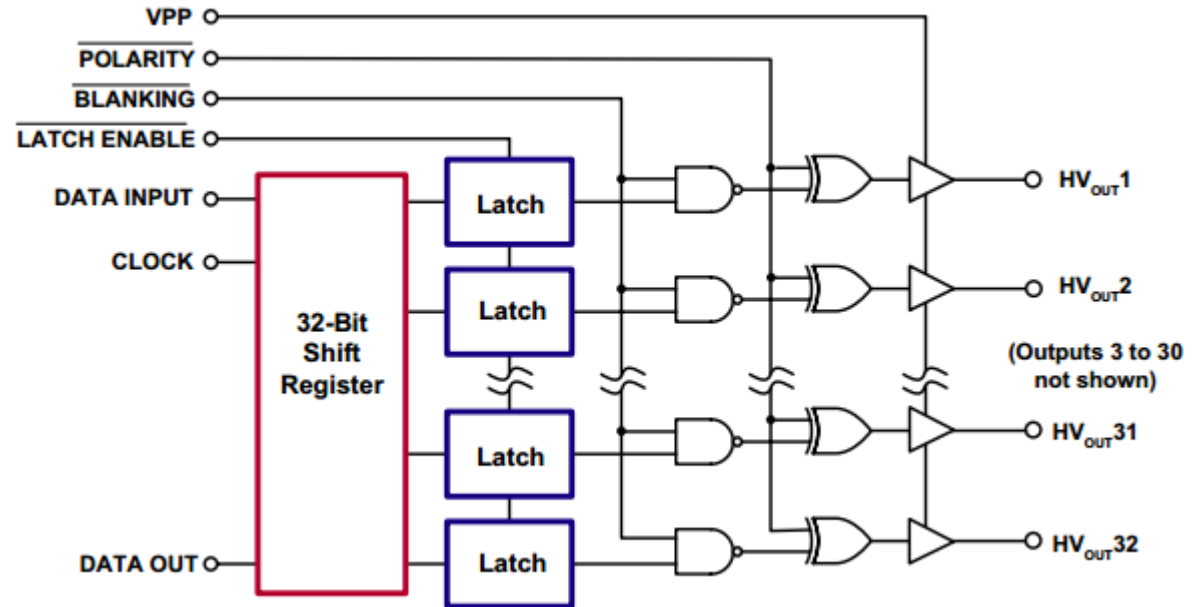 VPP
POLARITY
BLANKING
LATCH ENABLE
DATA INPUT
CLOCK
DATA OUT
32-Bit
Shift
Register
Latch
Latch
Latch
Latch
HVOUT1
HVOUT2
(Outputs 3 to 30
not shown)
HVOUT31
HVOUT32